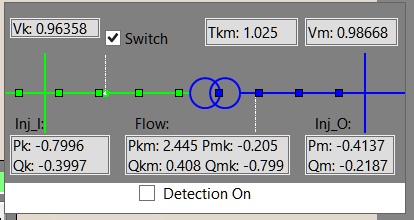 Vk: 0.96358
Switch
Tkm: 1.025
Vm: 0.98668
Inj_I:
Flow:
Inj_O:
Pk: -0.7996
Qk: -0.3997
Pkm: 2.445 Pmk: -0.205
Qkm: 0.408 Qmk: -0.799
Pm: -0.4137
Qm: -0.2187
Detection On